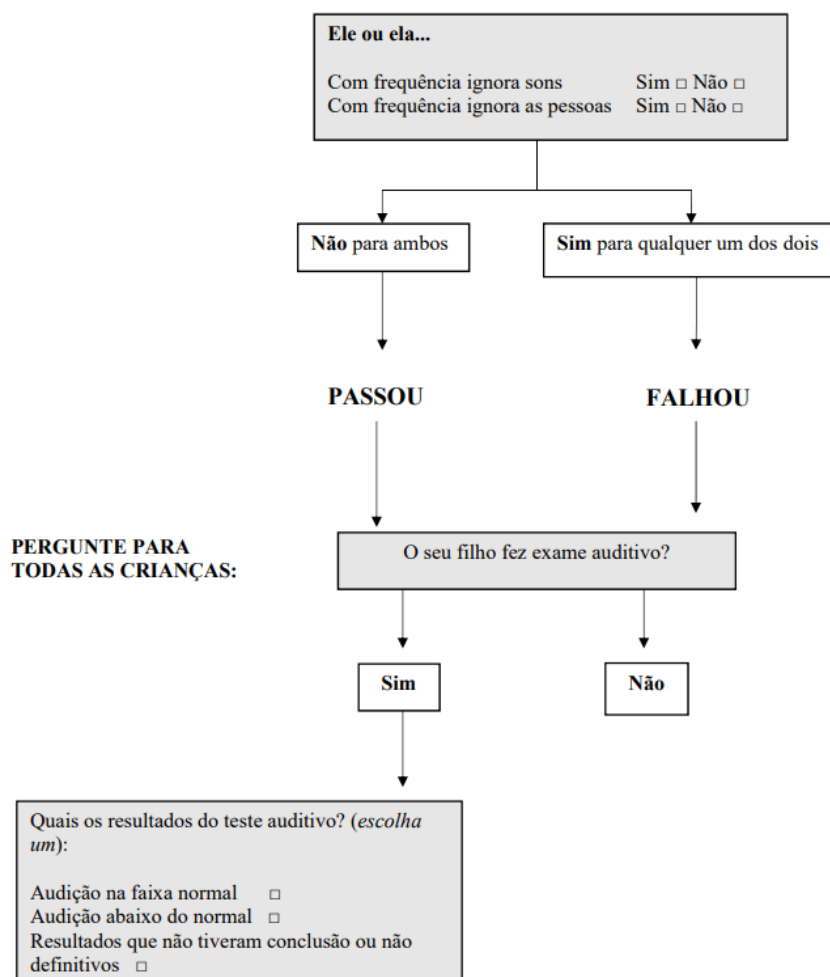 Ele ou ela...
Com frequência ignora sons Sim □ Não □
Com frequência ignora as pessoas Sim □ Não □
Não para ambos
Sim para qualquer um dos dois
PASSOU
FALHOU
PERGUNTE PARA
TODAS AS CRIANÇAS:
O seu filho fez exame auditivo?
Sim
Não
Quais os resultados do teste auditivo? (escolha
um):
Audição na faixa normal □
Audição abaixo do normal □
Resultados que não tiveram conclusão ou não
definitivos □